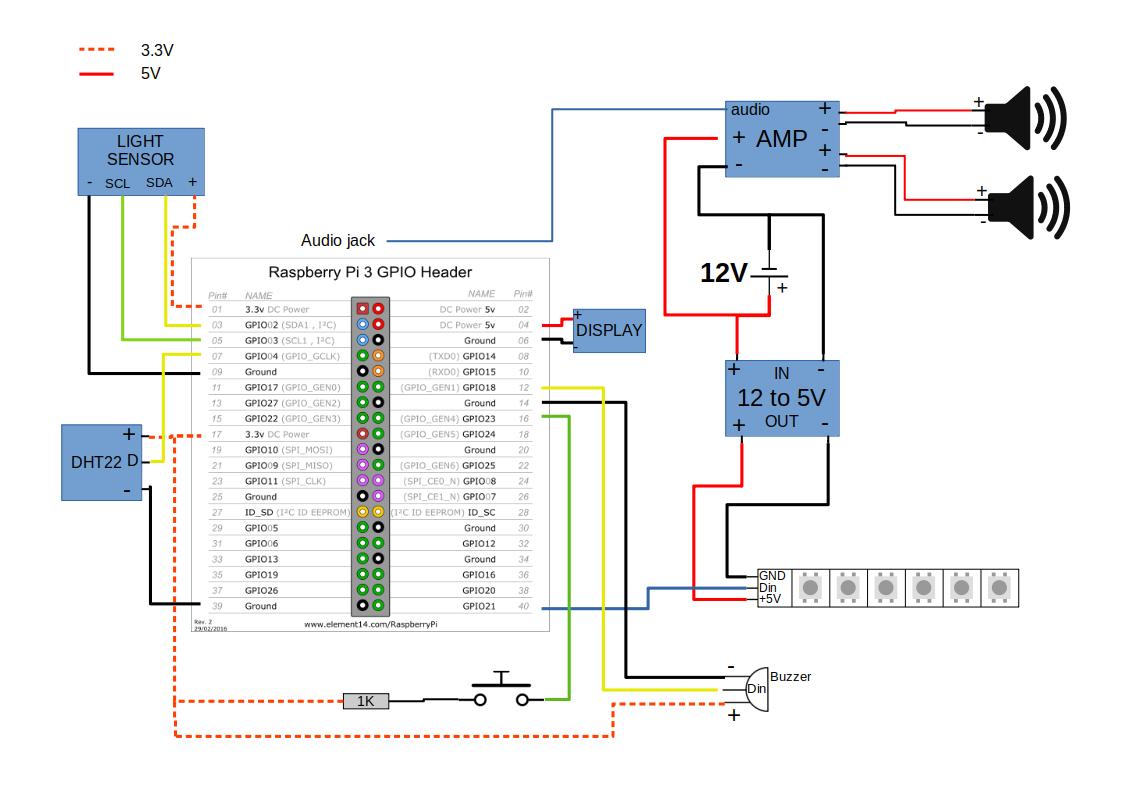 3.3V
5V
LIGHT
SENSOR
- SCL SDA +
audio
AMP
+ -
+
-
+
-
+
-
+
-
Audio jack
12V
+
Raspberry Pi 3 GPIO Header
Pin# NAME NAME Pin#
01 3.3v DC Power DC Power 5v 02
03 GPIO02 (SDA1 , I²C) DC Power 5v 04
05 GPIO03 (SCL1 , I²C) Ground 06
07 GPIO04 (GPIO_GCLK) (TXD0) GPIO14 08
09 Ground (RXD0) GPIO15 10
11 GPIO17 (GPIO_GEN0) (GPIO_GEN1) GPIO18 12
13 GPIO27 (GPIO_GEN2) Ground 14
15 GPIO22 (GPIO_GEN3) (GPIO_GEN4) GPIO23 16
17 3.3v DC Power (GPIO_GEN5) GPIO24 18
19 GPIO10 (SPI_MOSI) Ground 20
21 GPIO09 (SPI_MISO) (GPIO_GEN6) GPIO25 22
23 GPIO11 (SPI_CLK) (SPI_CE0_N) GPIO08 24
25 Ground (SPI_CE1_N) GPIO07 26
27 ID_SD (I²C ID EEPROM) (I²C ID EEPROM) ID_SC 28
29 GPIO05 Ground 30
31 GPIO06 GPIO12 32
33 GPIO13 Ground 34
35 GPIO19 GPIO16 36
37 GPIO26 GPIO20 38
39 Ground GPIO21 40
Rev. 2
29/02/2016
www.element14.com/RaspberryPi
+
DISPLAY
-
+ IN -
12 to 5V
+ OUT -
+
DHT22 D
-
GND
Din
+5V
1K
-
Buzzer
Din
+